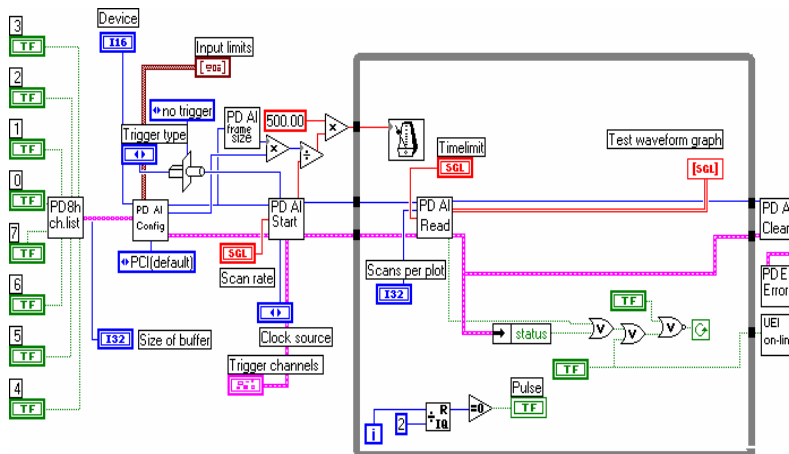 3
TF
2
TF
1
TF
0
TF
7
TF
6
TF
5
TF
4
TF
PD8h
ch.list
Device
I16
Input limits
no trigger
Trigger type
PD AI
frame
size
500.00
x
x
÷
PD AI
Config
PCI(default)
I32
Size of buffer
PD AI
Start
SGL
Scan rate
Clock source
Trigger channels
Timelimit
SGL
PD AI
Read
Scans per plot
I32
Test waveform graph
[SGL]
status
V
V
V
TF
TF
i
2
R
÷
IQ
=0
Pulse
TF
PD A
Clear
PD E
Error
UEI
on-lin